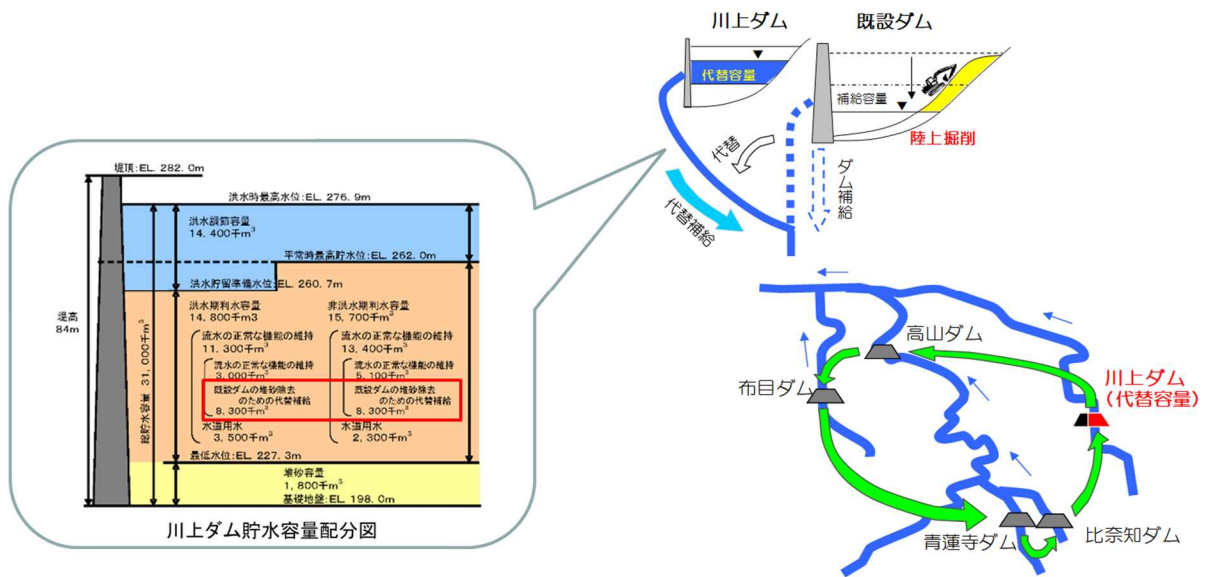 川上ダム
既設ダム
代替容量
補給容量
陸上掘削
代替
ダム補給
代替補給
堤頂:EL. 282. 0m
洪水時最高水位:EL. 276. 9m
洪水調節容量
14, 400千m³
平常時最高貯水位:EL. 262. 0m
洪水貯留準備水位:EL. 260. 7m
堤高
84m
総貯水容量 31, 000千m³
洪水期利水容量
14, 800千m3
流水の正常な機能の維持
11, 300千m³
流水の正常な機能の維持
3, 000千m³
既設ダムの堆砂除去
のための代替補給
8, 300千m³
水道用水
3, 500千m³
非洪水期利水容量
15, 700千m³
流水の正常な機能の維持
13, 400千m³
流水の正常な機能の維持
5, 100千m³
既設ダムの堆砂除去
のための代替補給
8, 300千m³
水道用水
2, 300千m³
最低水位:EL. 227. 3m
堆砂容量
1, 800千m³
基礎地盤:EL. 198. 0m
川上ダム貯水容量配分図
高山ダム
布目ダム
川上ダム
(代替容量)
青蓮寺ダム
比奈知ダム